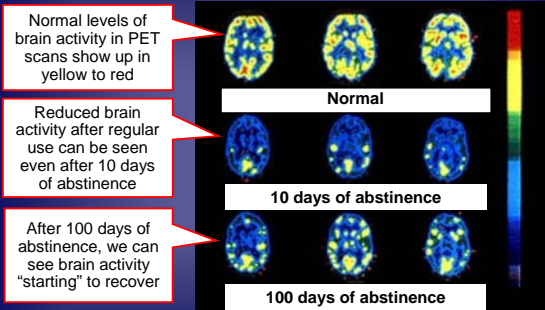 Normal levels of
brain activity in PET
scans show up in
yellow to red
Normal
Reduced brain
activity after regular
use can be seen
even after 10 days
of abstinence
10 days of abstinence
After 100 days of
abstinence, we can
see brain activity
“starting” to recover
100 days of abstinence